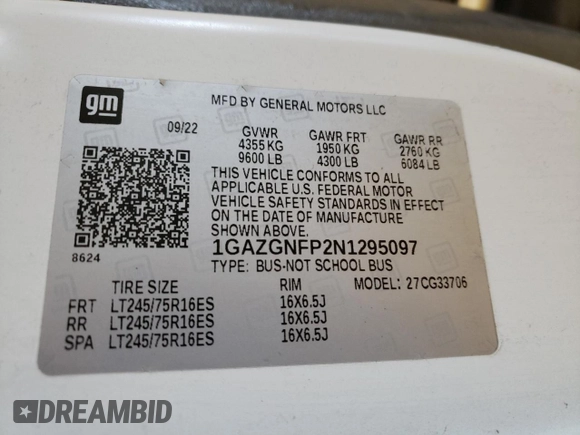 gm
MFD BY GENERAL MOTORS LLC
09/22 GVWR GAWR FRT GAWR RR
4355 KG 1950 KG 2760 KG
9600 LB 4300 LB 6084 LB
THIS VEHICLE CONFORMS TO ALL
APPLICABLE U.S. FEDERAL MOTOR
VEHICLE SAFETY STANDARDS IN EFFECT
ON THE DATE OF MANUFACTURE
SHOWN ABOVE.
8624
1GAZGNFP2N1295097
TYPE: BUS-NOT SCHOOL BUS
TIRE SIZE RIM MODEL: 27CG33706
FRT LT245/75R16ES 16X6.5J
RR LT245/75R16ES 16X6.5J
SPA LT245/75R16ES 16X6.5J
DREAMBID